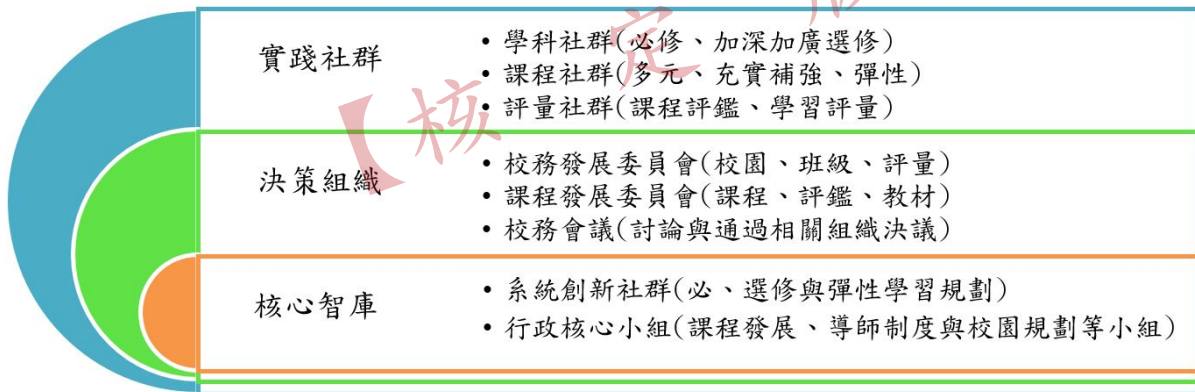 實踐社群
• 學科社群(必修、加深加廣選修)
• 課程社群(多元、充實補強、彈性)
• 評量社群(課程評鑑、學習評量)
決策組織
• 校務發展委員會(校園、班級、評量)
• 課程發展委員會(課程、評鑑、教材)
• 校務會議(討論與通過相關組織決議)
核心智庫
• 系統創新社群(必、選修與彈性學習規劃)
• 行政核心小組(課程發展、導師制度與校園規劃等小組)
【核定